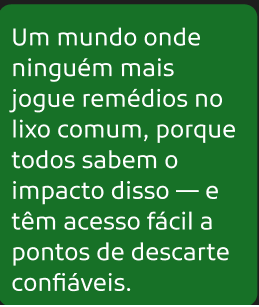 Um mundo onde
ninguém mais
jogue remédios no
lixo comum, porque
todos sabem o
impacto disso — e
têm acesso fácil a
pontos de descarte
confiáveis.